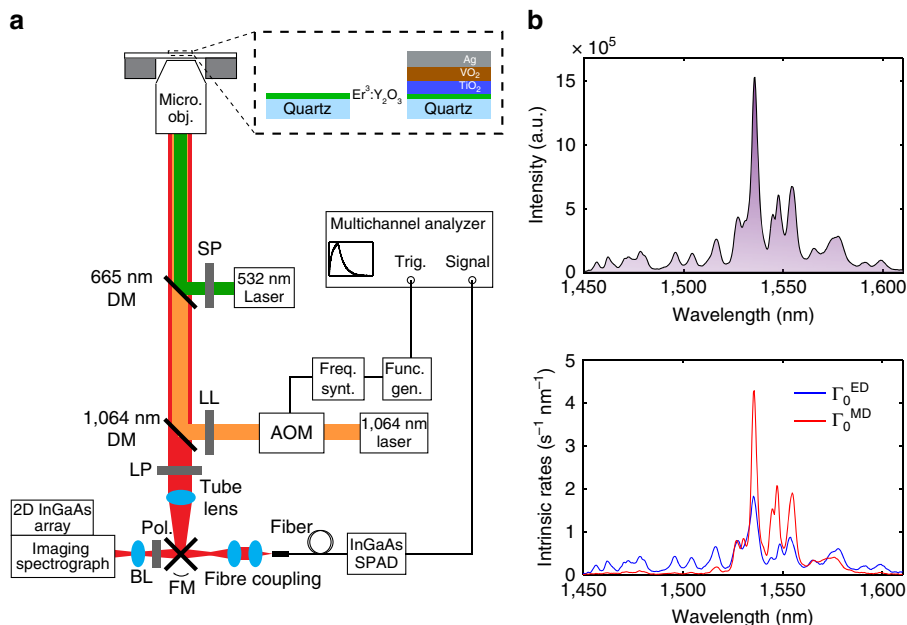 a
Micro.
obj.
Ag
VO2
TiO2
Er3:Y2O3
Quartz
Quartz
SP
665 nm
DM
532 nm
Laser
Multichannel analyzer
Trig.
Signal
Freq.
synt.
Func.
gen.
LL
1,064 nm
DM
AOM
1,064 nm
laser
LP
Tube
lens
2D InGaAs
array
Imaging
spectrograph
Pol.
BL
FM
Fibre coupling
Fiber
InGaAs
SPAD
b
× 10^5
15
10
5
0
Intensity (a.u.)
1,450
1,500
1,550
1,600
Wavelength (nm)
5
4
3
2
1
0
Intrinsic rates (s−1 nm−1)
Γ0ED
Γ0MD
1,450
1,500
1,550
1,600
Wavelength (nm)